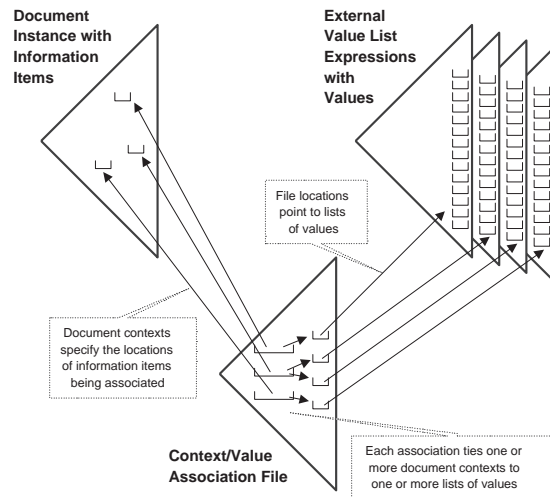 Document
Instance with
Information
Items
External
Value List
Expressions
with
Values
File locations
point to lists
of values
Document contexts
specify the locations
of information items
being associated
Context/Value
Association File
Each association ties one or
more document contexts to
one or more lists of values